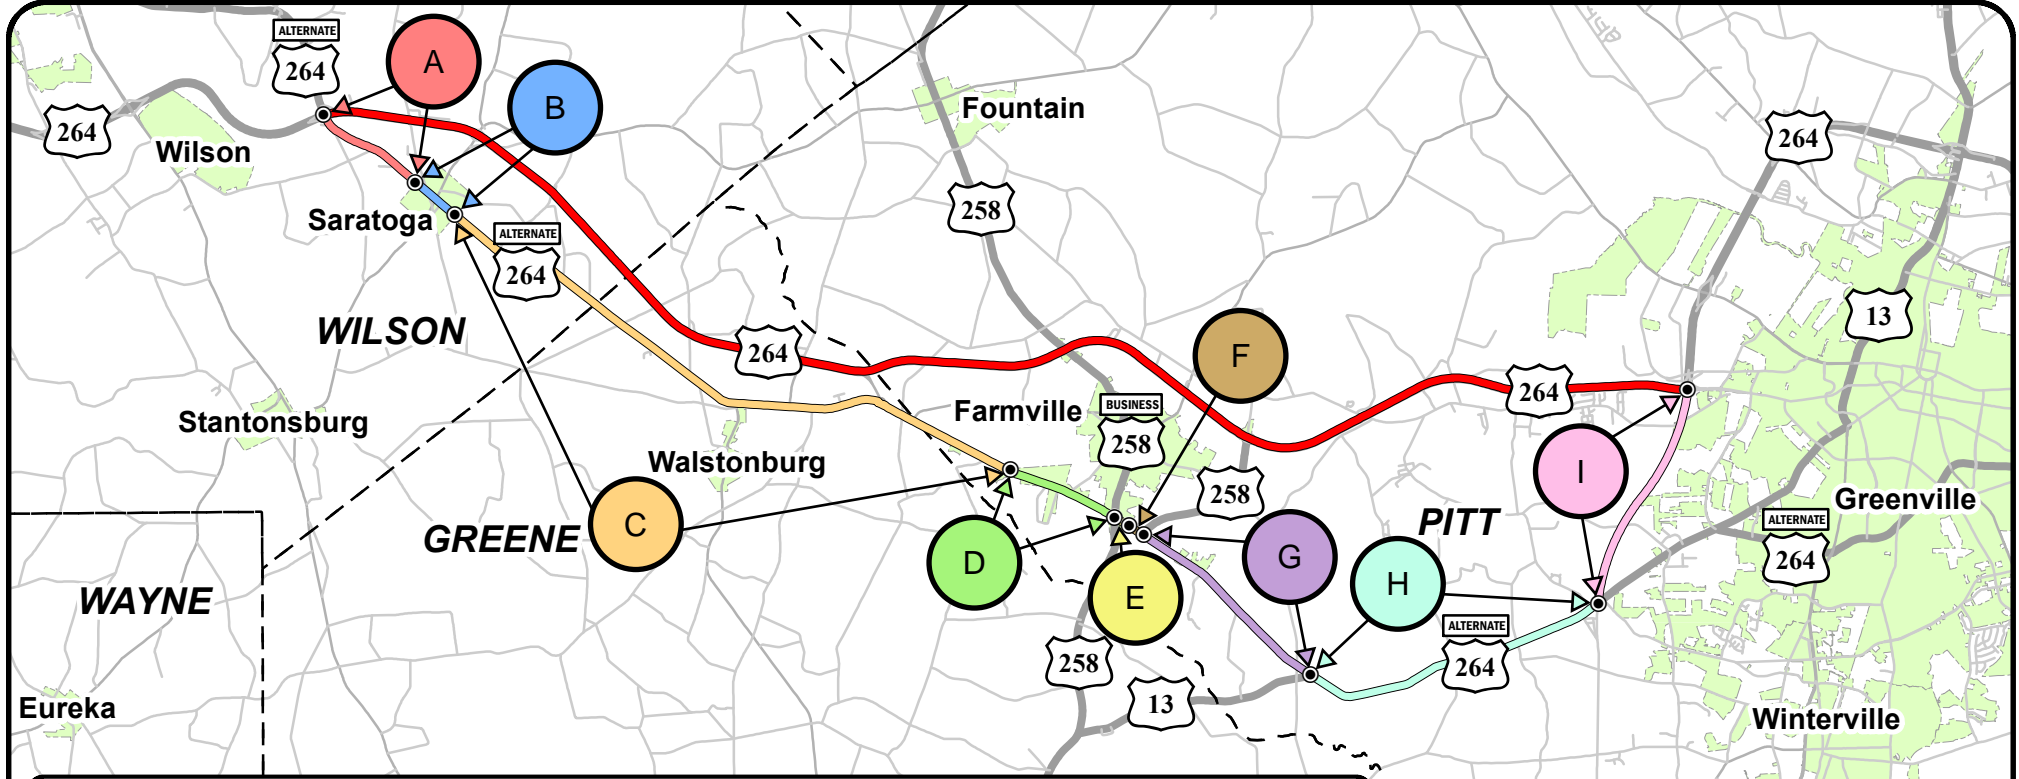 ALTERNATE
264
A
B
264
Wilson
Fountain
264
Saratoga
258
ALTERNATE
264
WILSON
264
13
F
264
Farmville
BUSINESS
258
Stantonsburg
Walstonburg
258
I
Greenville
C
GREENE
PITT
ALTERNATE
264
D
E
G
H
WAYNE
258
ALTERNATE
264
13
Eureka
Winterville